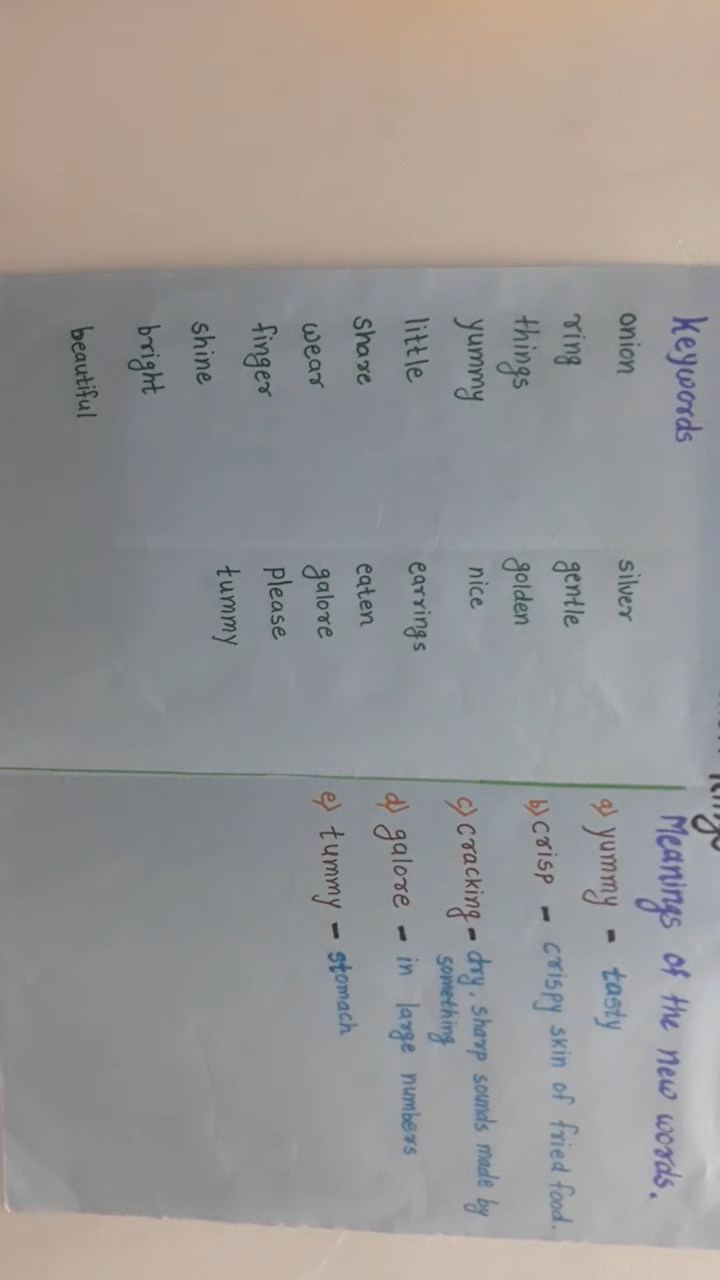 keywords
onion
ring
things
yummy
little
share
wear
finger
shine
bright
beautiful
silver
gentle
golden
nice
earrings
eaten
galore
please
tummy
Meanings of the new words.
a) yummy - tasty
b) crisp - crispy skin of fried food.
c) cracking - dry, sharp sounds made by
something
d) galore - in large numbers
e) tummy - stomach